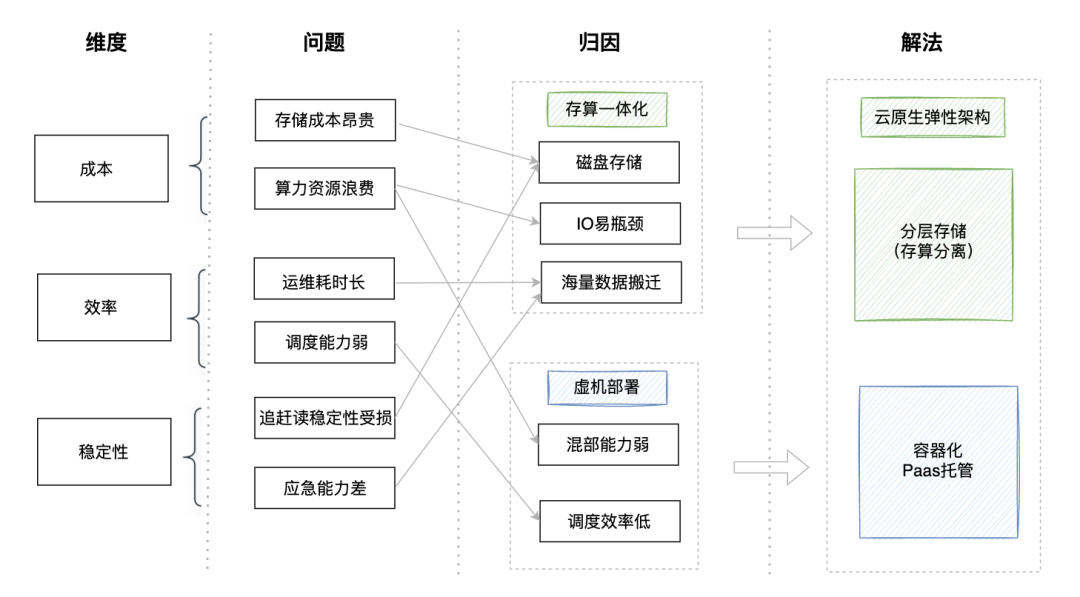 维度
问题
归因
解法
成本
效率
稳定性
存储成本昂贵
算力资源浪费
运维耗时长
调度能力弱
追赶读稳定性受损
应急能力差
存算一体化
磁盘存储
IO易瓶颈
海量数据搬迁
虚机部署
混部能力弱
调度效率低
云原生弹性架构
分层存储
（存算分离）
容器化
Paas托管